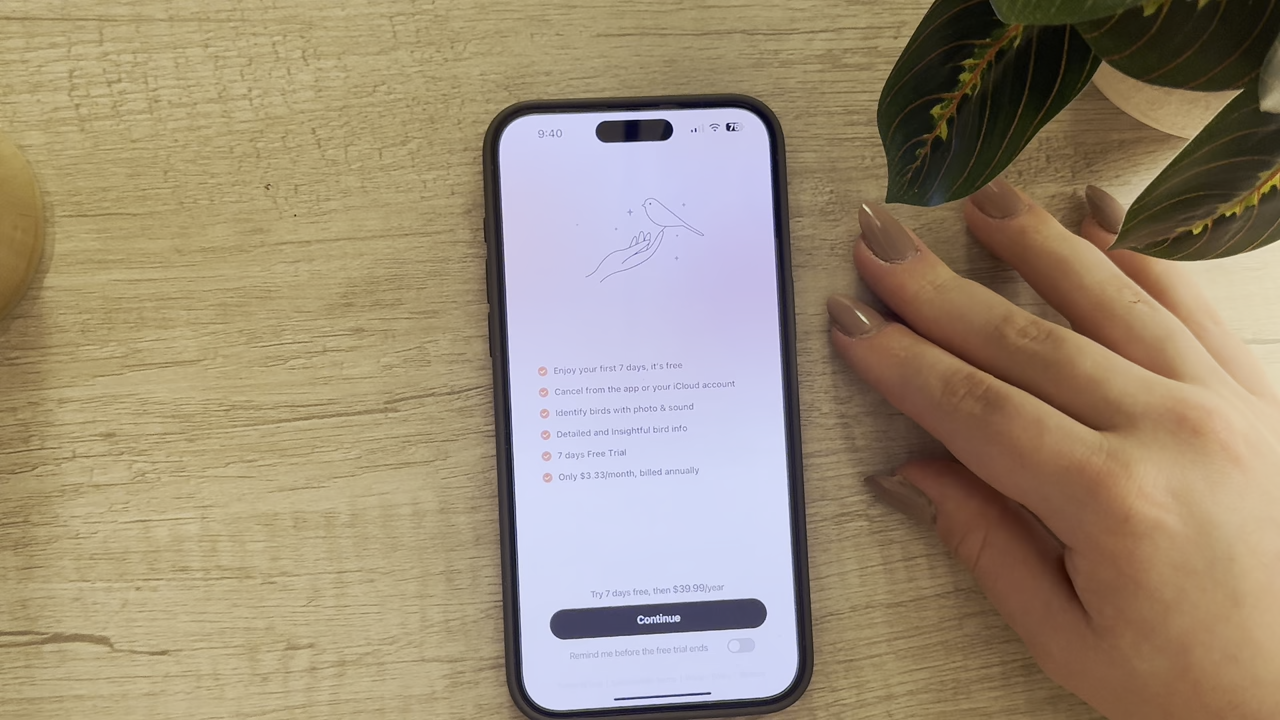 9:40
Enjoy your first 7 days, it's free
Cancel from the app or your iCloud account
Identify birds with photo & sound
Detailed and Insightful bird info
7 days Free Trial
Only $3.33/month, billed annually
Try 7 days free, then $39.99/year
Continue
Remind me before the free trial ends